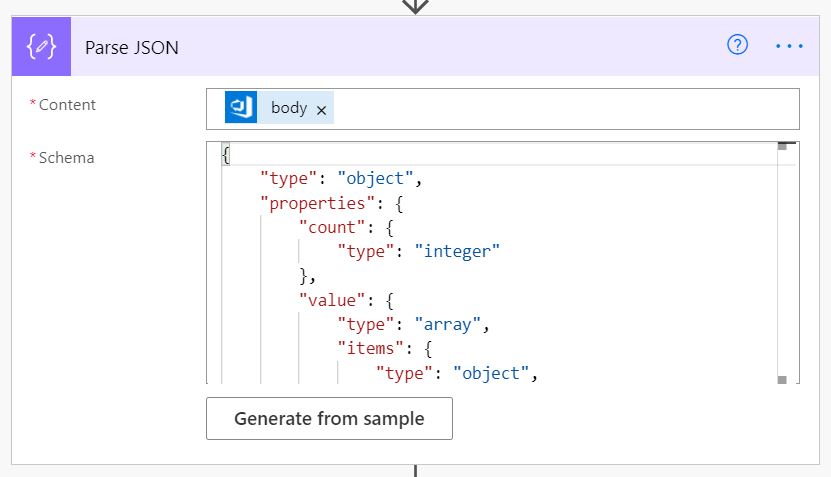 Parse JSON
* Content
body ×
* Schema
{
    "type": "object",
    "properties": {
        "count": {
            "type": "integer"
        },
        "value": {
            "type": "array",
            "items": {
                "type": "object",
Generate from sample